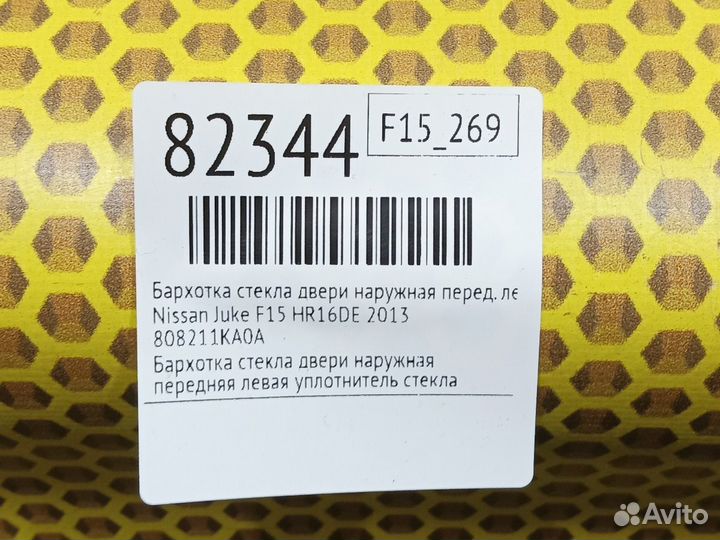 82344
F15_269
Бархотка стекла двери наружная перед. ле
Nissan Juke F15 HR16DE 2013
808211KA0A
Бархотка стекла двери наружная
передняя левая уплотнитель стекла
Avito